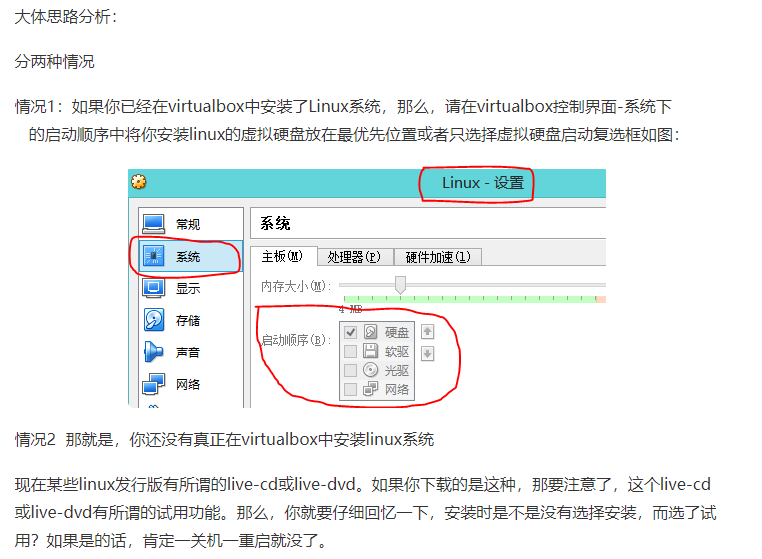 大体思路分析：
分两种情况
情况1：如果你已经在virtualbox中安装了Linux系统，那么，请在virtualbox控制界面-系统下
的启动顺序中将你安装linux的虚拟硬盘放在最优先位置或者只选择虚拟硬盘启动复选框如图：
Linux - 设置
常规
系统
系统
主板(M) 处理器(P) 硬件加速(L)
显示
内存大小(M)：
4 MB
存储
启动顺序(B)：
硬盘
软驱
声音
光驱
网络
网络
情况2 那就是，你还没有真正在virtualbox中安装linux系统
现在某些linux发行版有所谓的live-cd或live-dvd。如果你下载的是这种，那要注意了，这个live-cd
或live-dvd有所谓的试用功能。那么，你就要仔细回忆一下，安装时是不是没有选择安装，而选了试
用？如果是的话，肯定一关机一重启就没了。